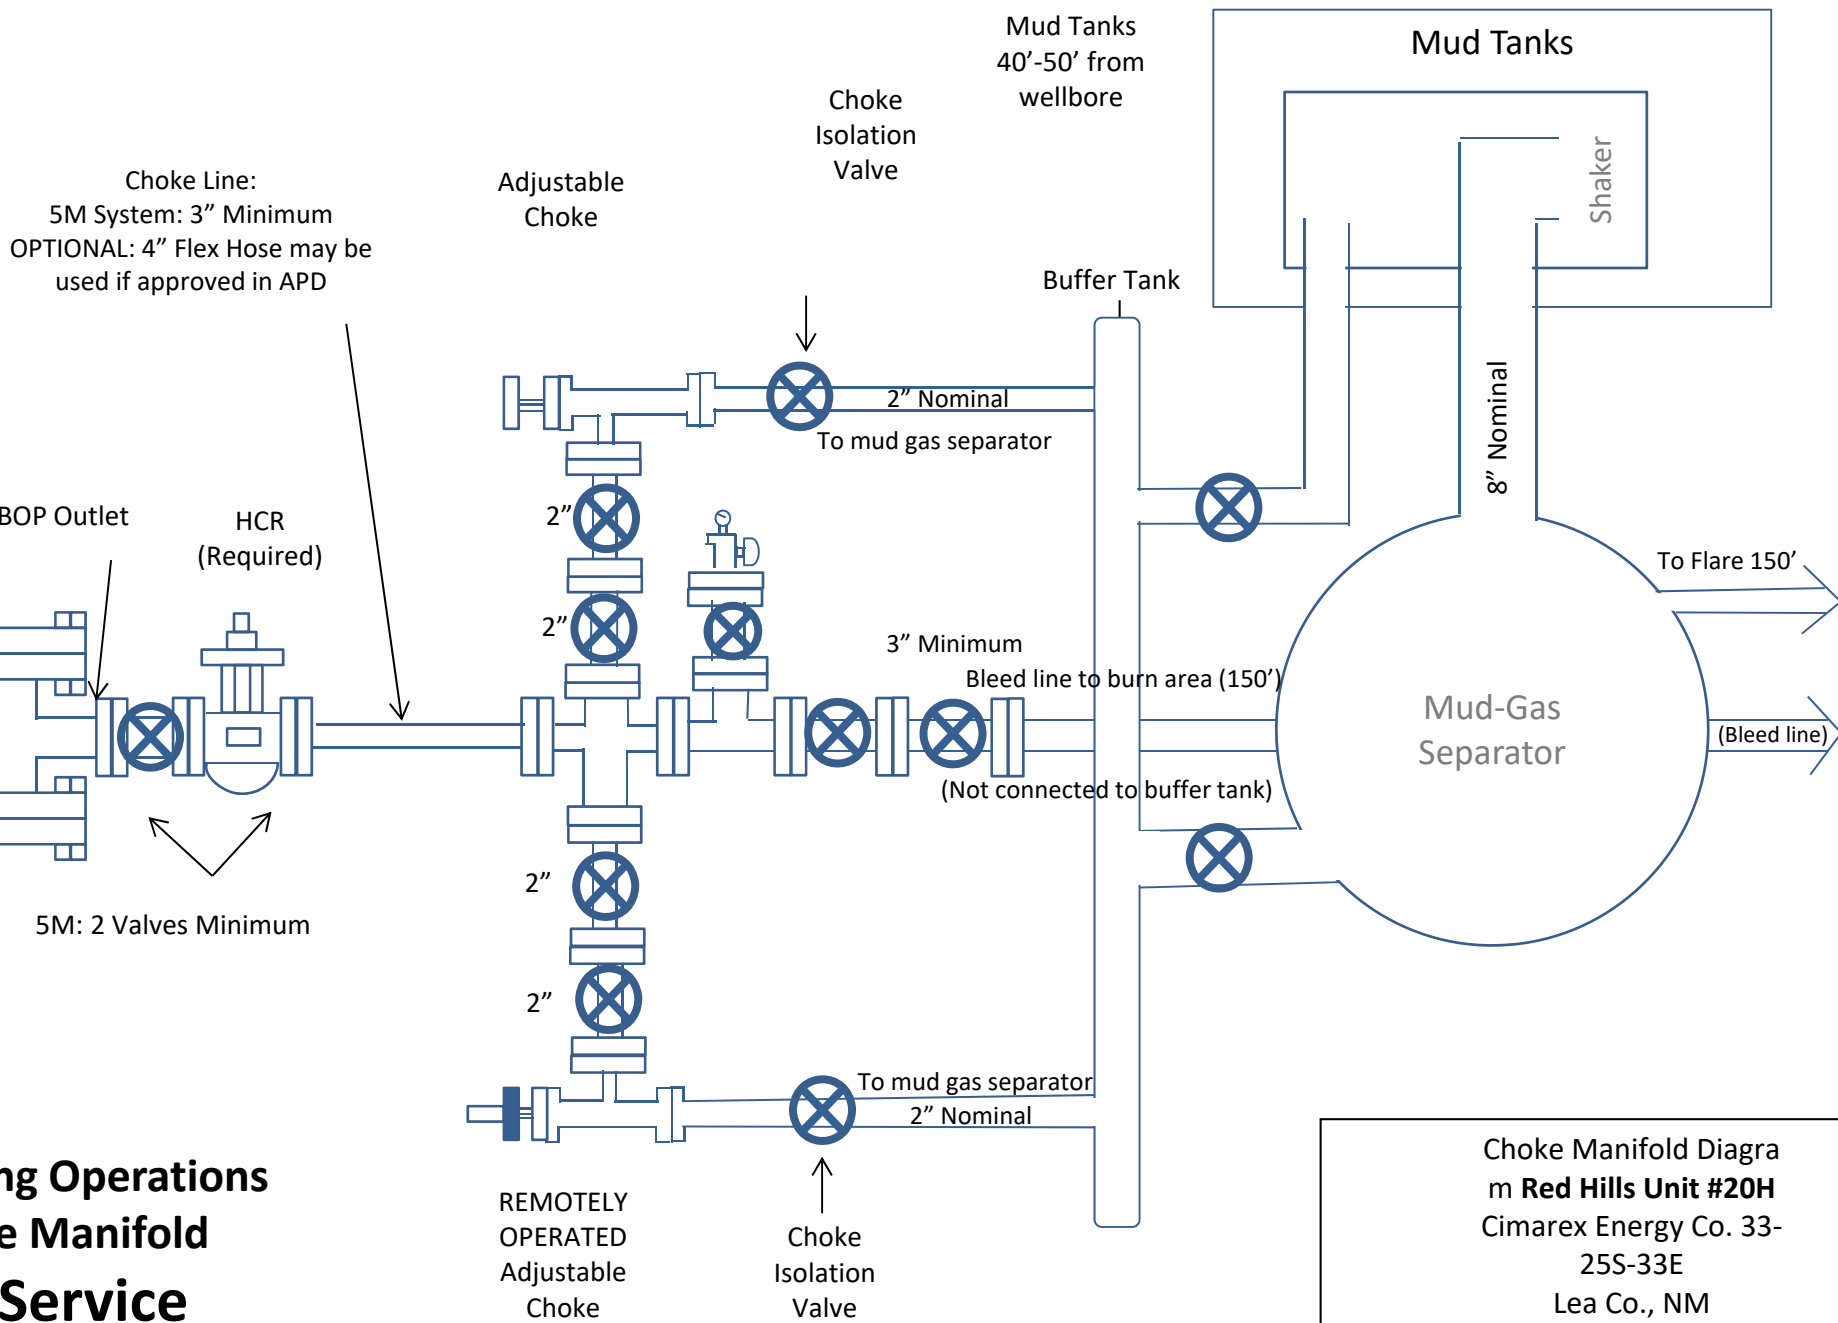 Mud Tanks
40’-50’ from
wellbore
Mud Tanks
Choke
Isolation
Valve
Shaker
Choke Line:
5M System: 3” Minimum
OPTIONAL: 4” Flex Hose may be
used if approved in APD
Adjustable
Choke
Buffer Tank
2” Nominal
To mud gas separator
8” Nominal
BOP Outlet
HCR
(Required)
2”
2”
To Flare 150’
3” Minimum
Bleed line to burn area (150’)
Mud-Gas
Separator
(Bleed line)
(Not connected to buffer tank)
2”
5M: 2 Valves Minimum
2”
To mud gas separator
2” Nominal
ng Operations
e Manifold
Service
REMOTELY
OPERATED
Adjustable
Choke
Choke
Isolation
Valve
Choke Manifold Diagra
m Red Hills Unit #20H
Cimarex Energy Co. 33-
25S-33E
Lea Co., NM